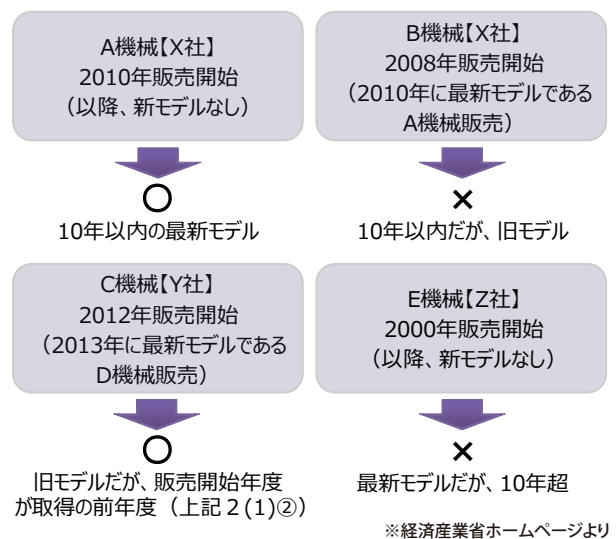 A機械【X社】
2010年販売開始
（以降、新モデルなし）
○
10年以内の最新モデル
B機械【X社】
2008年販売開始
（2010年に最新モデルである
A機械販売）
×
10年以内だが、旧モデル
C機械【Y社】
2012年販売開始
（2013年に最新モデルである
D機械販売）
○
旧モデルだが、販売開始年度
が取得の前年度（上記２(１)②）
E機械【Z社】
2000年販売開始
（以降、新モデルなし）
×
最新モデルだが、10年超
※経済産業省ホームページより